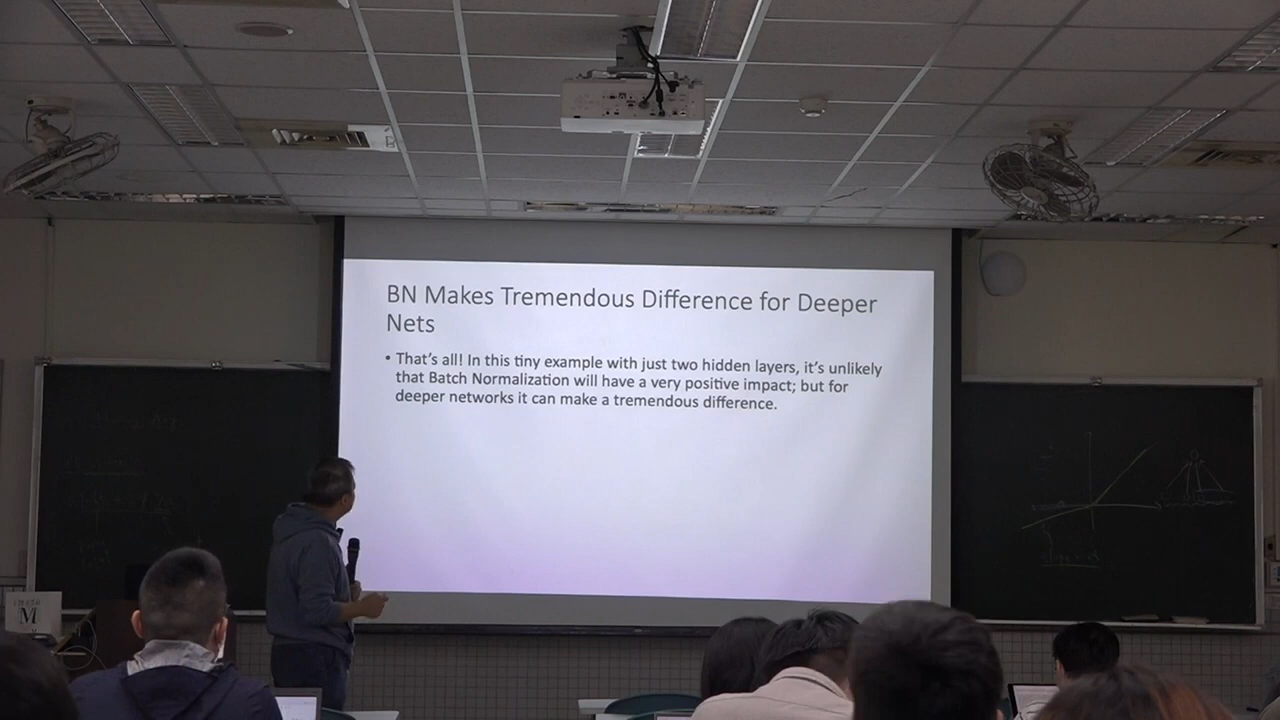 BN Makes Tremendous Difference for Deeper
Nets
• That's all! In this tiny example with just two hidden layers, it's unlikely
that Batch Normalization will have a very positive impact; but for
deeper networks it can make a tremendous difference.
M